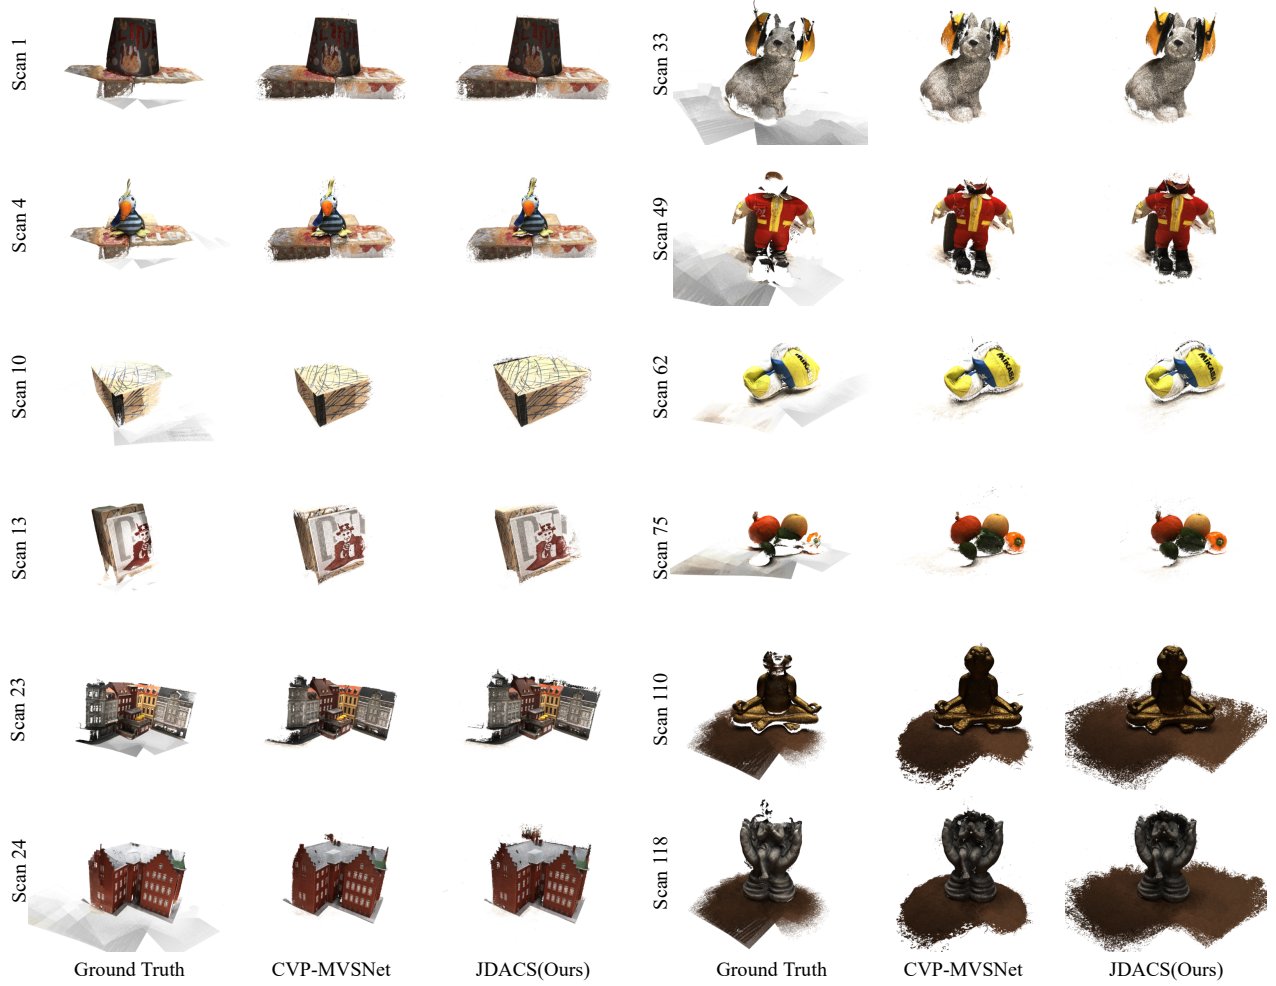 Scan 1
Scan 4
Scan 10
Scan 13
Scan 23
Scan 24
Ground Truth
CVP-MVSNet
JDACS(Ours)
Scan 33
Scan 49
Scan 62
MIKASA
Scan 75
Scan 110
Scan 118
Ground Truth
CVP-MVSNet
JDACS(Ours)